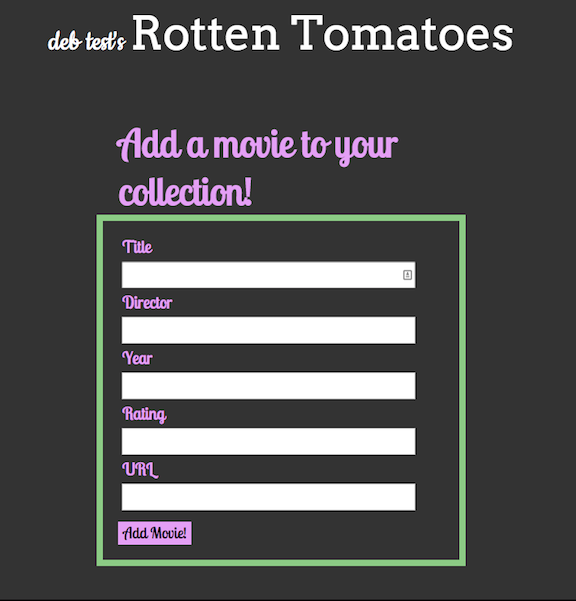 deb test's Rotten Tomatoes
Add a movie to your
collection!
Title
Director
Year
Rating
URL
Add Movie!